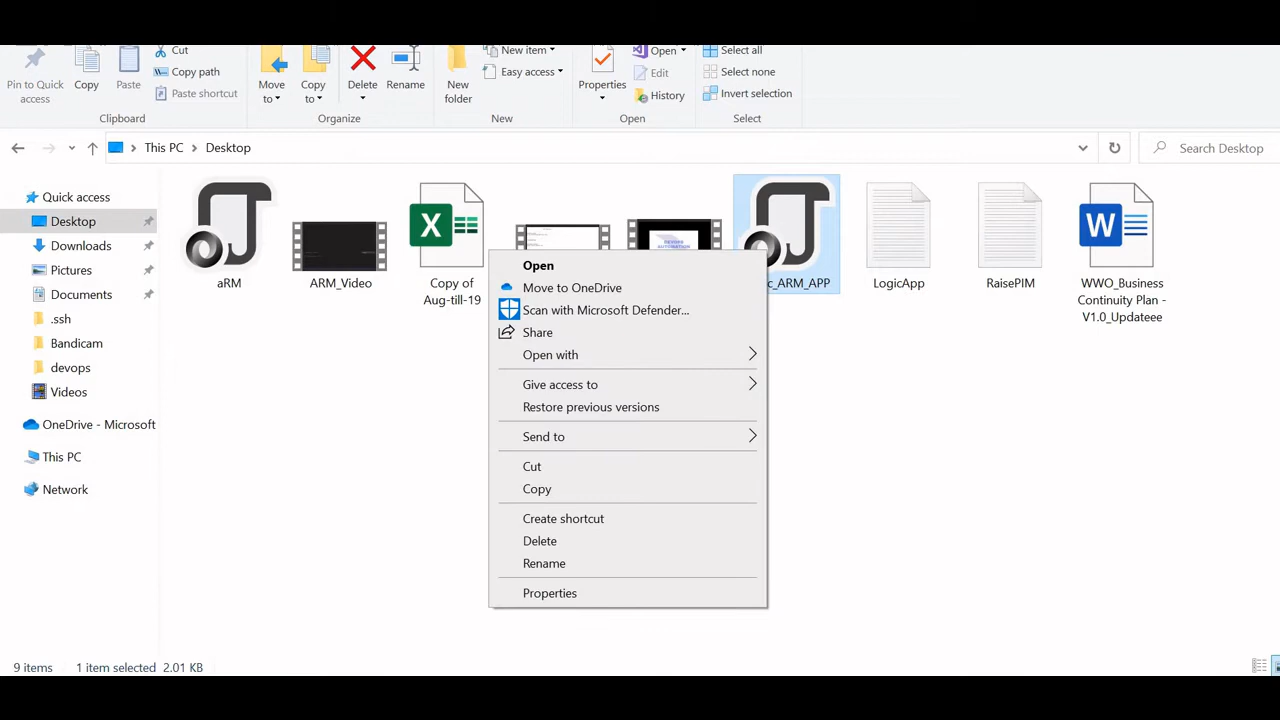 Cut
New item
Open
Select all
Copy path
Easy access
Edit
Select none
Pin to Quick
access
Copy
Paste
Paste shortcut
Move
to
Copy
to
Delete
Rename
New
folder
Properties
History
Invert selection
Clipboard
Organize
New
Open
Select
This PC
Desktop
Search Desktop
Quick access
Desktop
Downloads
Pictures
Documents
.ssh
Bandicam
devops
Videos
OneDrive - Microsoft
This PC
Network
aRM
ARM_Video
Copy of
Aug-till-19
DEVOPS
AUTOMATION
c_ARM_APP
LogicApp
RaisePIM
WWO_Business
Continuity Plan -
V1.0_Updateee
Open
Move to OneDrive
Scan with Microsoft Defender...
Share
Open with
Give access to
Restore previous versions
Send to
Cut
Copy
Create shortcut
Delete
Rename
Properties
9 items
1 item selected
2.01 KB